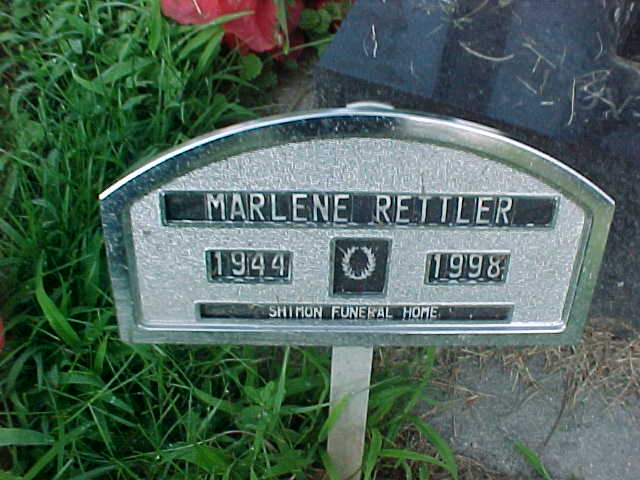 MARLENE RETTLER
1944 1998
SHIMON FUNERAL HOME